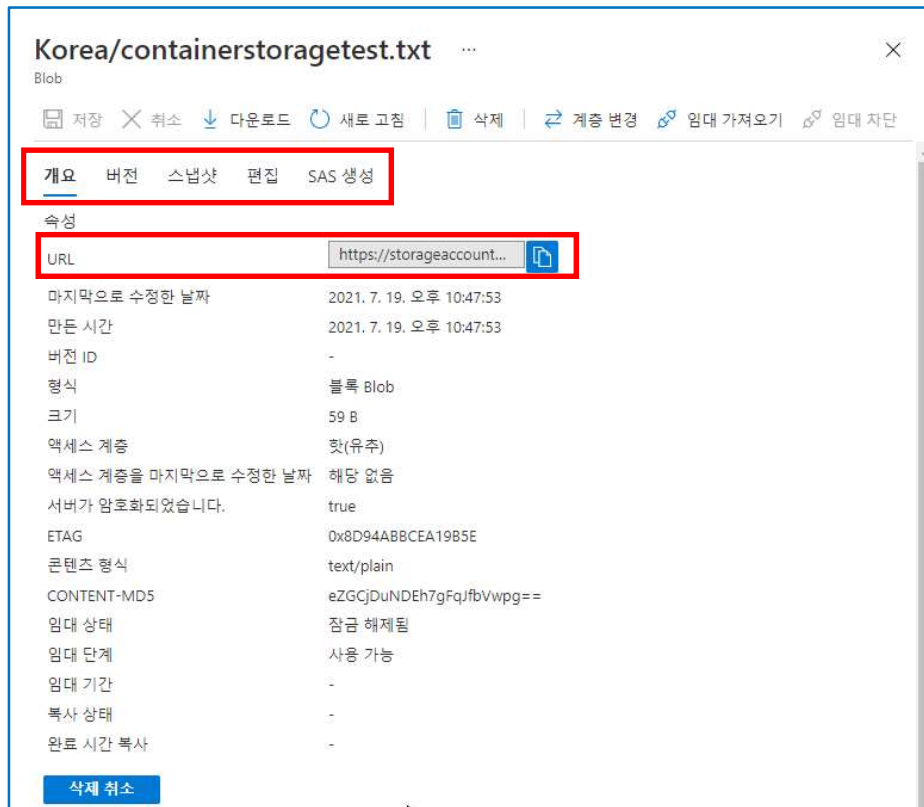 Korea/containerstoragetest.txt ...
Blob
저장 취소 다운로드 새로 고침 삭제 계층 변경 임대 가져오기 임대 차단
개요 버전 스냅샷 편집 SAS 생성
속성
URL https://storageaccount...
마지막으로 수정한 날짜 2021. 7. 19. 오후 10:47:53
만든 시간 2021. 7. 19. 오후 10:47:53
버전 ID -
형식 블록 Blob
크기 59 B
액세스 계층 핫(유추)
액세스 계층을 마지막으로 수정한 날짜 해당 없음
서버가 암호화되었습니다. true
ETAG 0x8D94ABBCEA19B5E
콘텐츠 형식 text/plain
CONTENT-MD5 eZGCjDuNDEh7gFqJfbVwpg==
임대 상태 잠금 해제됨
임대 단계 사용 가능
임대 기간 -
복사 상태 -
완료 시간 복사 -
삭제 취소